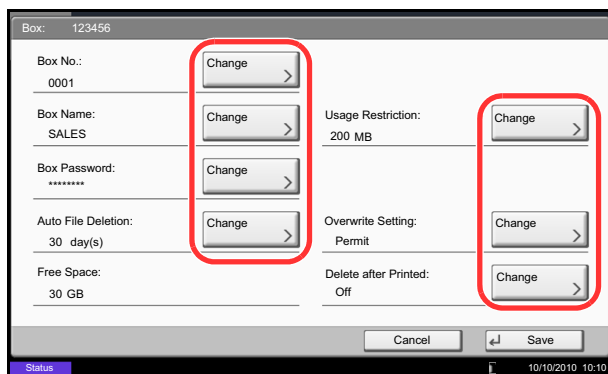 Box: 123456
Box No.:
0001
Change
Box Name:
SALES
Change
Usage Restriction:
200 MB
Change
Box Password:
********
Change
Auto File Deletion:
30 day(s)
Change
Overwrite Setting:
Permit
Change
Free Space:
30 GB
Delete after Printed:
Off
Change
Cancel
Save
Status
10/10/2010 10:10